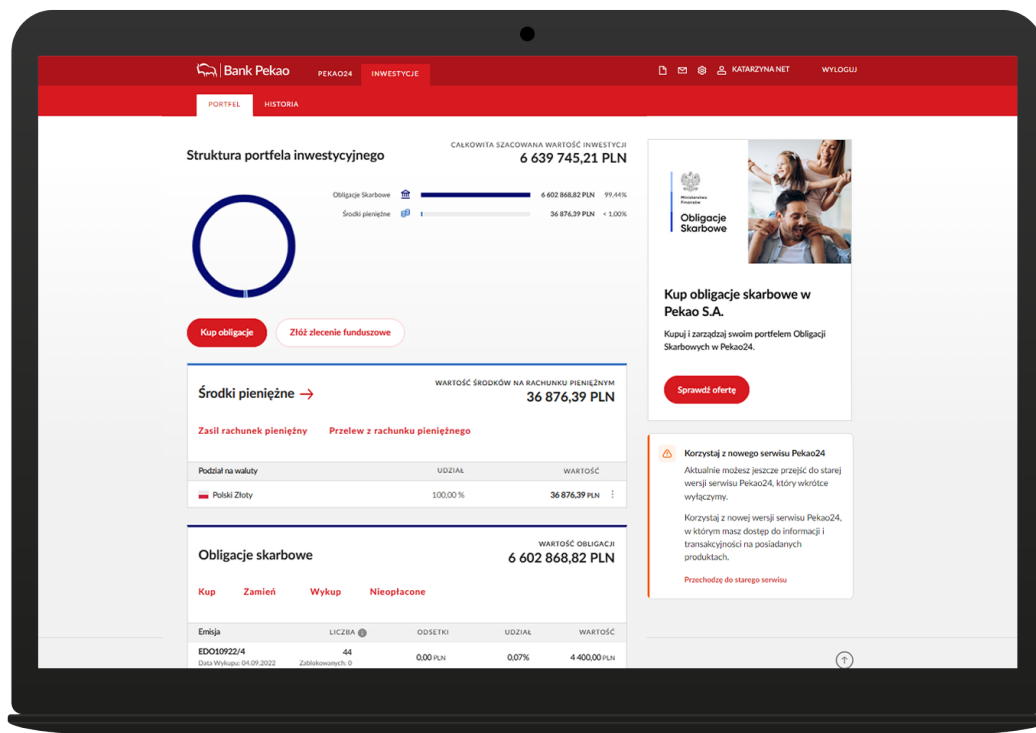 Bank Pekao
PEKAO24
INWESTYCJE
KATARZYNA NET
WYLOGUJ
PORTFEL
HISTORIA
Struktura portfela inwestycyjnego
CAŁKOWITA SZACOWANA WARTOŚĆ INWESTYCJI
6 639 745,21 PLN
Obligacje Skarbowe 6 602 868,82 PLN 99,44%
Środki pieniężne 36 876,39 PLN < 1,00%
Kup obligacje
Złóż zlecenie funduszowe
Środki pieniężne →
WARTOŚĆ ŚRODKÓW NA RACHUNKU PIENIĘŻNYM
36 876,39 PLN
Zasil rachunek pieniężny
Przelew z rachunku pieniężnego
Podział na waluty UDZIAŁ WARTOŚĆ
Polski Złoty 100,00 % 36 876,39 PLN
Obligacje skarbowe
WARTOŚĆ OBLIGACJI
6 602 868,82 PLN
Kup Zamień Wykup Nieopłacone
Emisja LICZBA ODSETKI UDZIAŁ WARTOŚĆ
EDO10922/4 44 0,00 PLN 0,07% 4 400,00 PLN
Data Wykupu: 04.09.2022 Zablokowanych: 0
Ministerstwo
Finansów
Obligacje
Skarbowe
Kup obligacje skarbowe w
Pekao S.A.
Kupuj i zarządzaj swoim portfelem Obligacji
Skarbowych w Pekao24.
Sprawdź ofertę
Korzystaj z nowego serwisu Pekao24
Aktualnie możesz jeszcze przejść do starej
wersji serwisu Pekao24, który wkrótce
wyłączymy.
Korzystaj z nowej wersji serwisu Pekao24,
w którym masz dostęp do informacji i
transakcyjności na posiadanych
produktach.
Przechodzę do starego serwisu